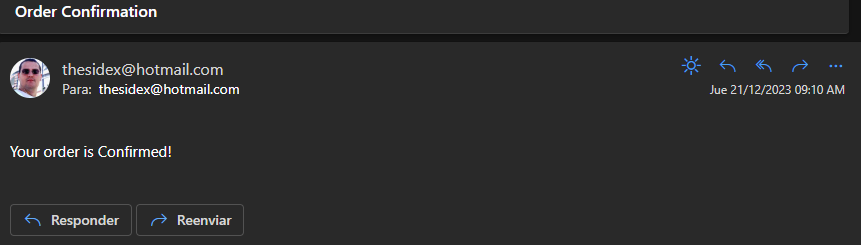 Order Confirmation
thesidex@hotmail.com
Para: thesidex@hotmail.com
Jue 21/12/2023 09:10 AM
Your order is Confirmed!
Responder
Reenviar